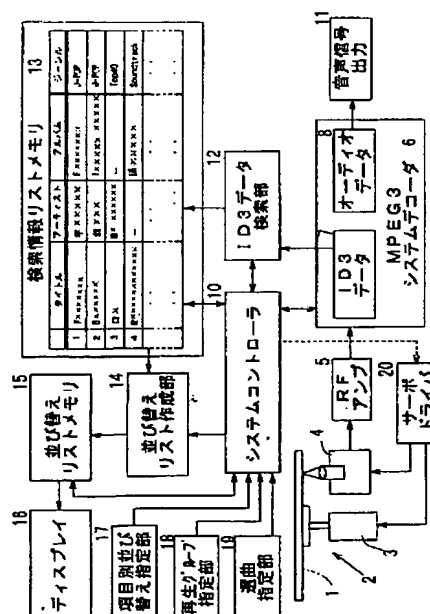 検索情報リストメモリ 13
タイトル アーティスト アルバム ジャンル
1 J-POP
2 J-POP
3 Top40
4 Soundtrack
16
ディスプレイ
15
並び替え
リストメモリ
14
並び替え
リスト作成部
12
ID3データ
検索部
11
音声信号
出力
17
項目別並び
替え指定部
18
再生グループ
指定部
19
選曲
指定部
10
システムコントローラ
8
オーディオ
データ
ID3
データ
MPEG3
システムデコーダ 6
5
RF
アンプ
20
サーボ
ドライバ
4
3
2
1